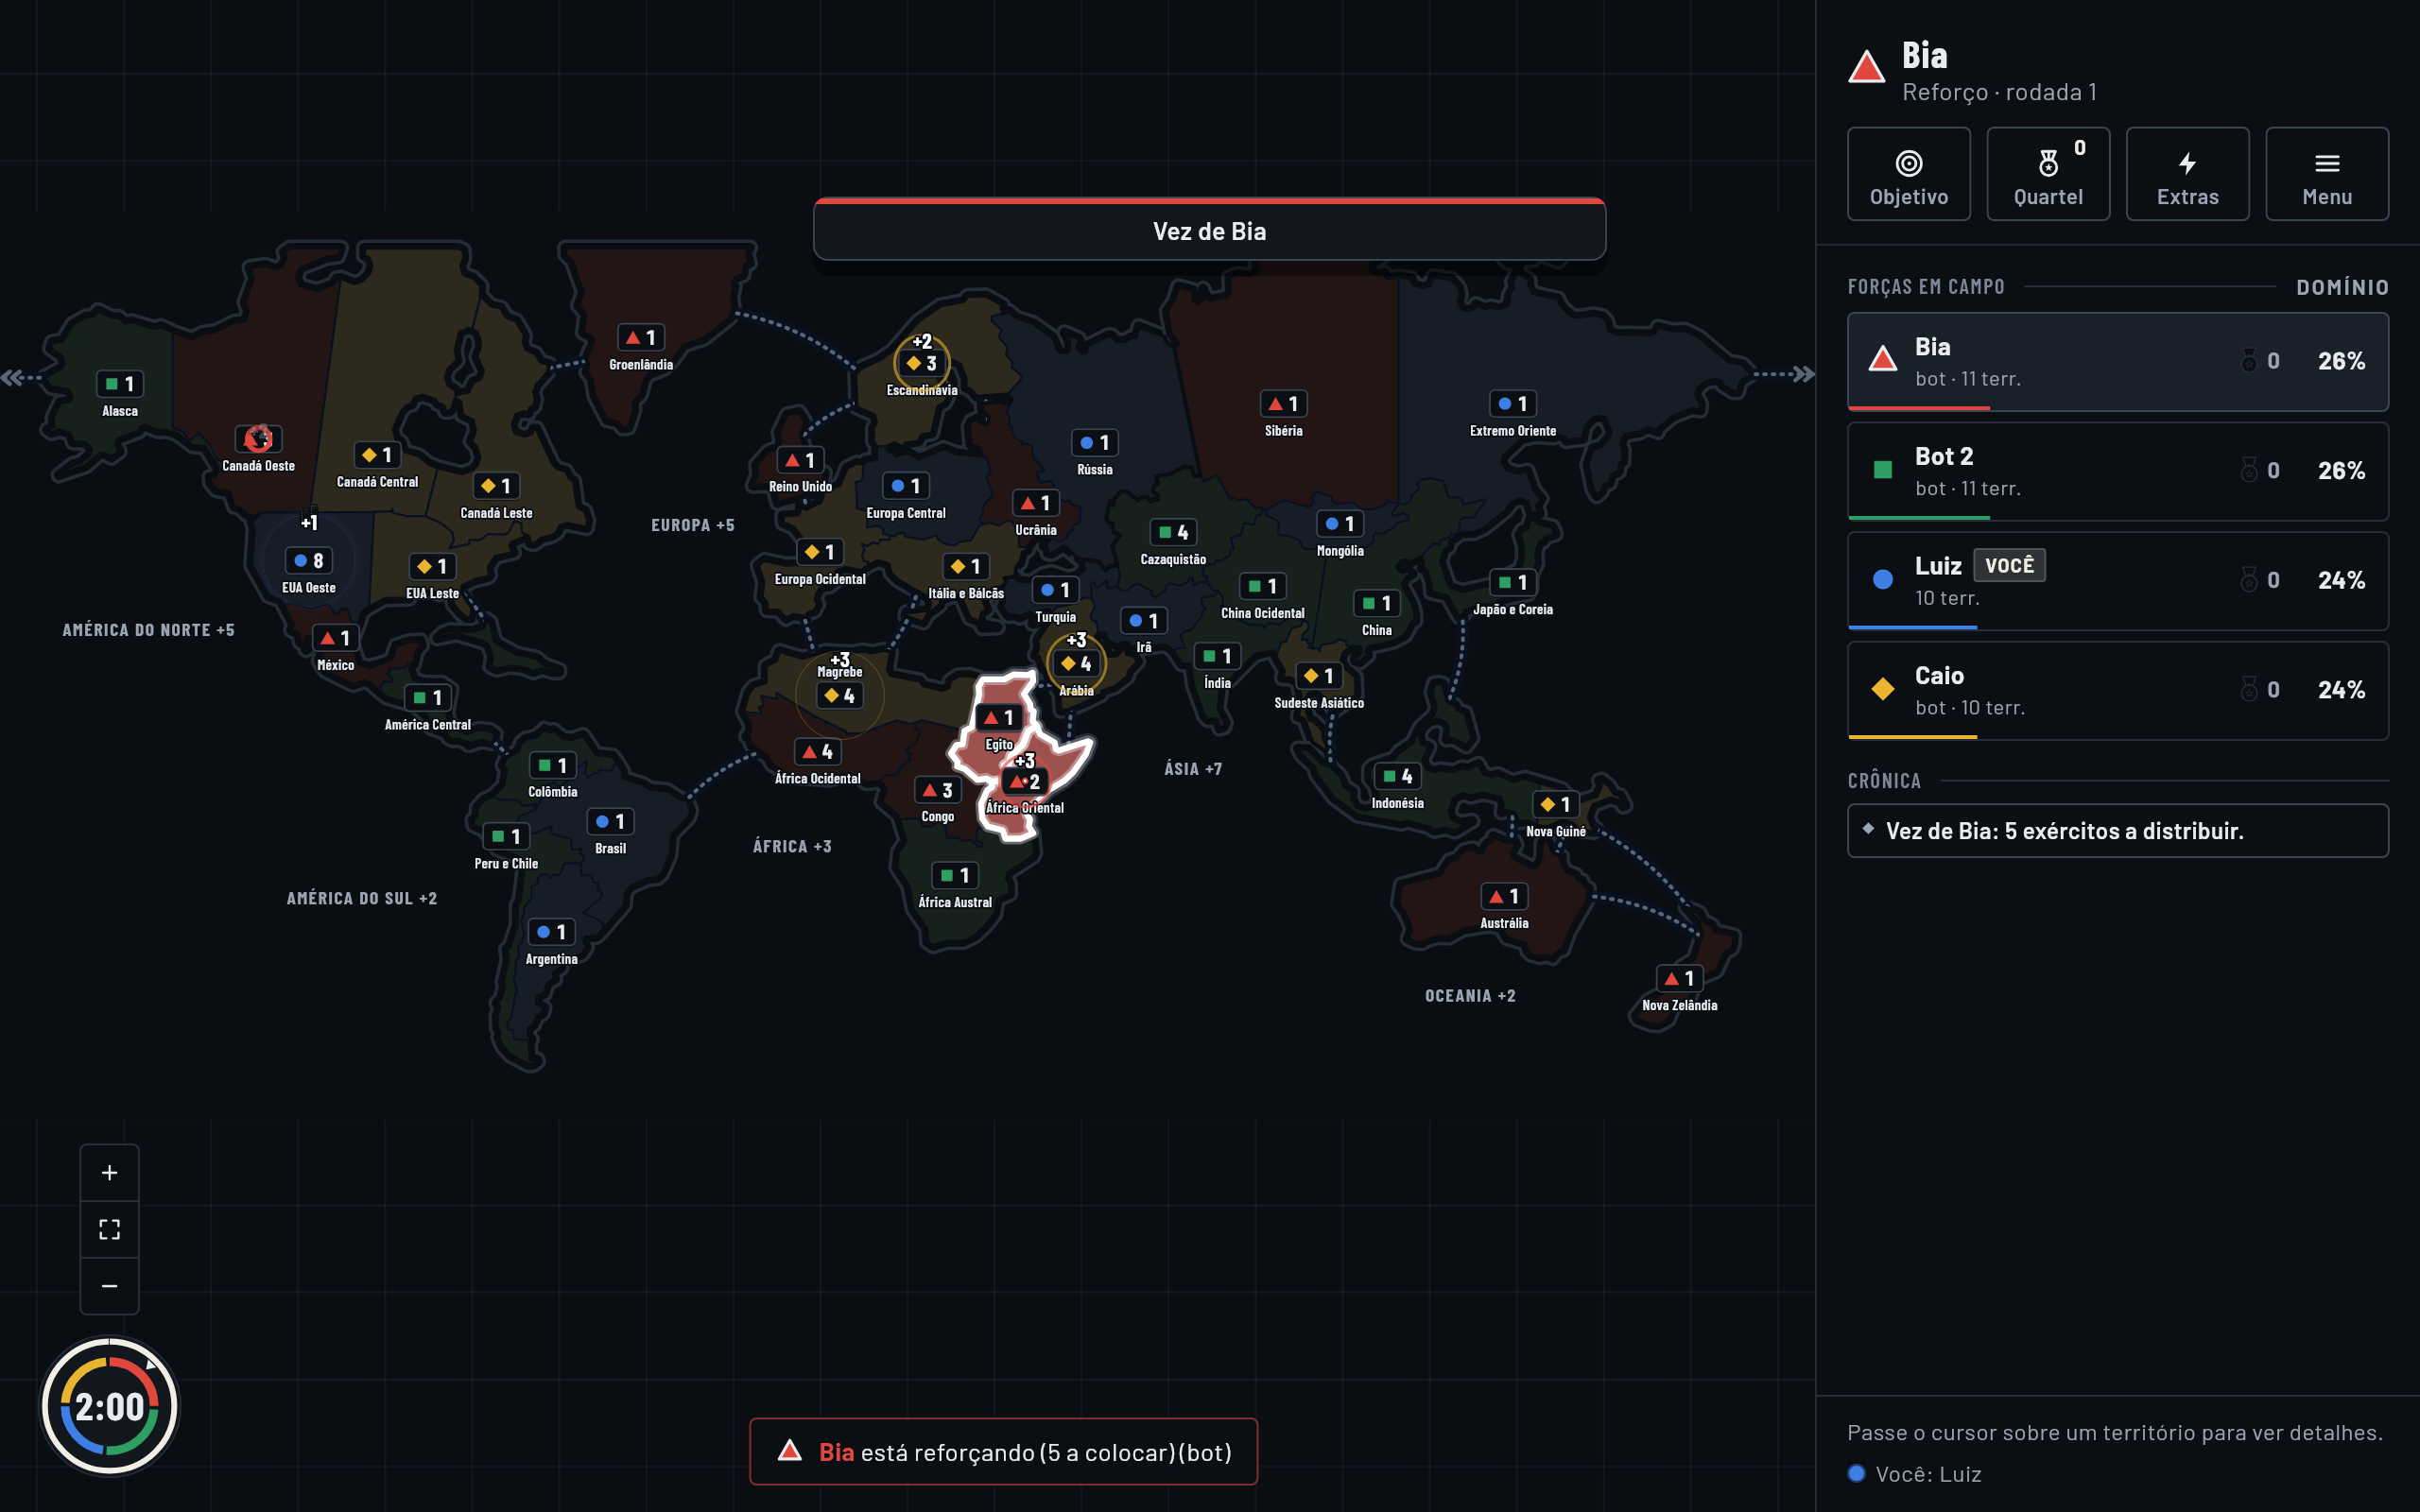 Vez de Bia
Groenlândia
1
+2
3
Escandinávia
1
Alasca
1
Sibéria
1
Extremo Oriente
Canadá Oeste
1
Canadá Central
1
Canadá Leste
1
Reino Unido
1
Rússia
1
Europa Central
1
Ucrânia
EUROPA +5
+1
8
EUA Oeste
1
EUA Leste
1
Europa Ocidental
1
Itália e Bálcãs
4
Cazaquistão
1
Mongólia
1
Turquia
1
Irã
1
China Ocidental
1
China
1
Japão e Coreia
AMÉRICA DO NORTE +5
1
México
1
América Central
+3
Magrebe
4
+3
4
Arábia
1
Índia
1
Sudeste Asiático
1
Egito
+3
2
África Oriental
4
África Ocidental
3
Congo
ÁSIA +7
1
Colômbia
1
Brasil
1
Peru e Chile
ÁFRICA +3
4
Indonésia
1
Nova Guiné
AMÉRICA DO SUL +2
1
África Austral
1
Austrália
1
Argentina
OCEANIA +2
1
Nova Zelândia
+
−
2:00
Bia está reforçando (5 a colocar) (bot)
Bia
Reforço · rodada 1
Objetivo
0
Quartel
Extras
Menu
FORÇAS EM CAMPO
DOMÍNIO
Bia
bot · 11 terr.
0
26%
Bot 2
bot · 11 terr.
0
26%
Luiz VOCÊ
10 terr.
0
24%
Caio
bot · 10 terr.
0
24%
CRÔNICA
Vez de Bia: 5 exércitos a distribuir.
Passe o cursor sobre um território para ver detalhes.
Você: Luiz